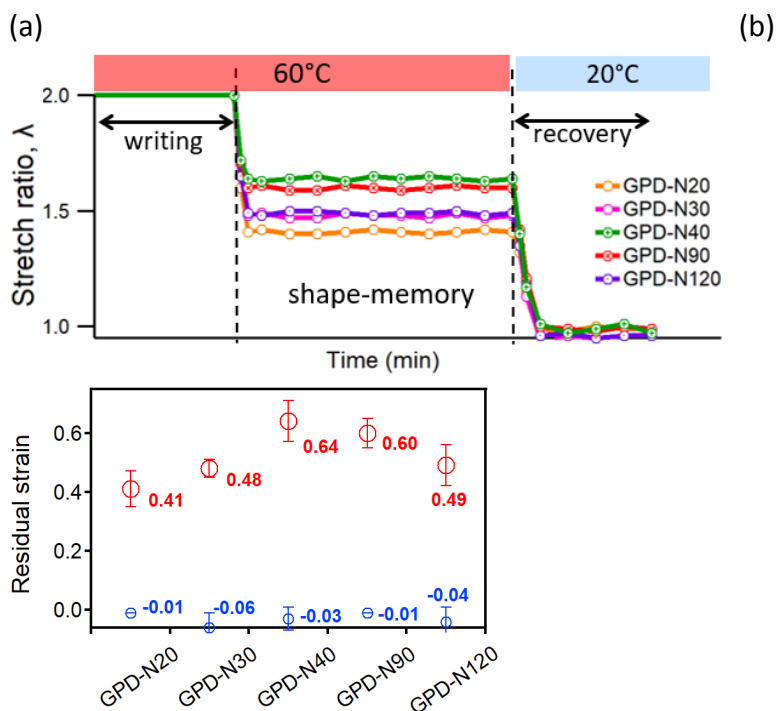 (a)
(b)
60°C
20°C
Stretch ratio, λ
2.0
1.5
1.0
writing
recovery
shape-memory
GPD-N20
GPD-N30
GPD-N40
GPD-N90
GPD-N120
Time (min)
Residual strain
0.6
0.4
0.2
0.0
0.41
0.48
0.64
0.60
0.49
-0.01
-0.06
-0.03
-0.01
-0.04
GPD-N20
GPD-N30
GPD-N40
GPD-N90
GPD-N120